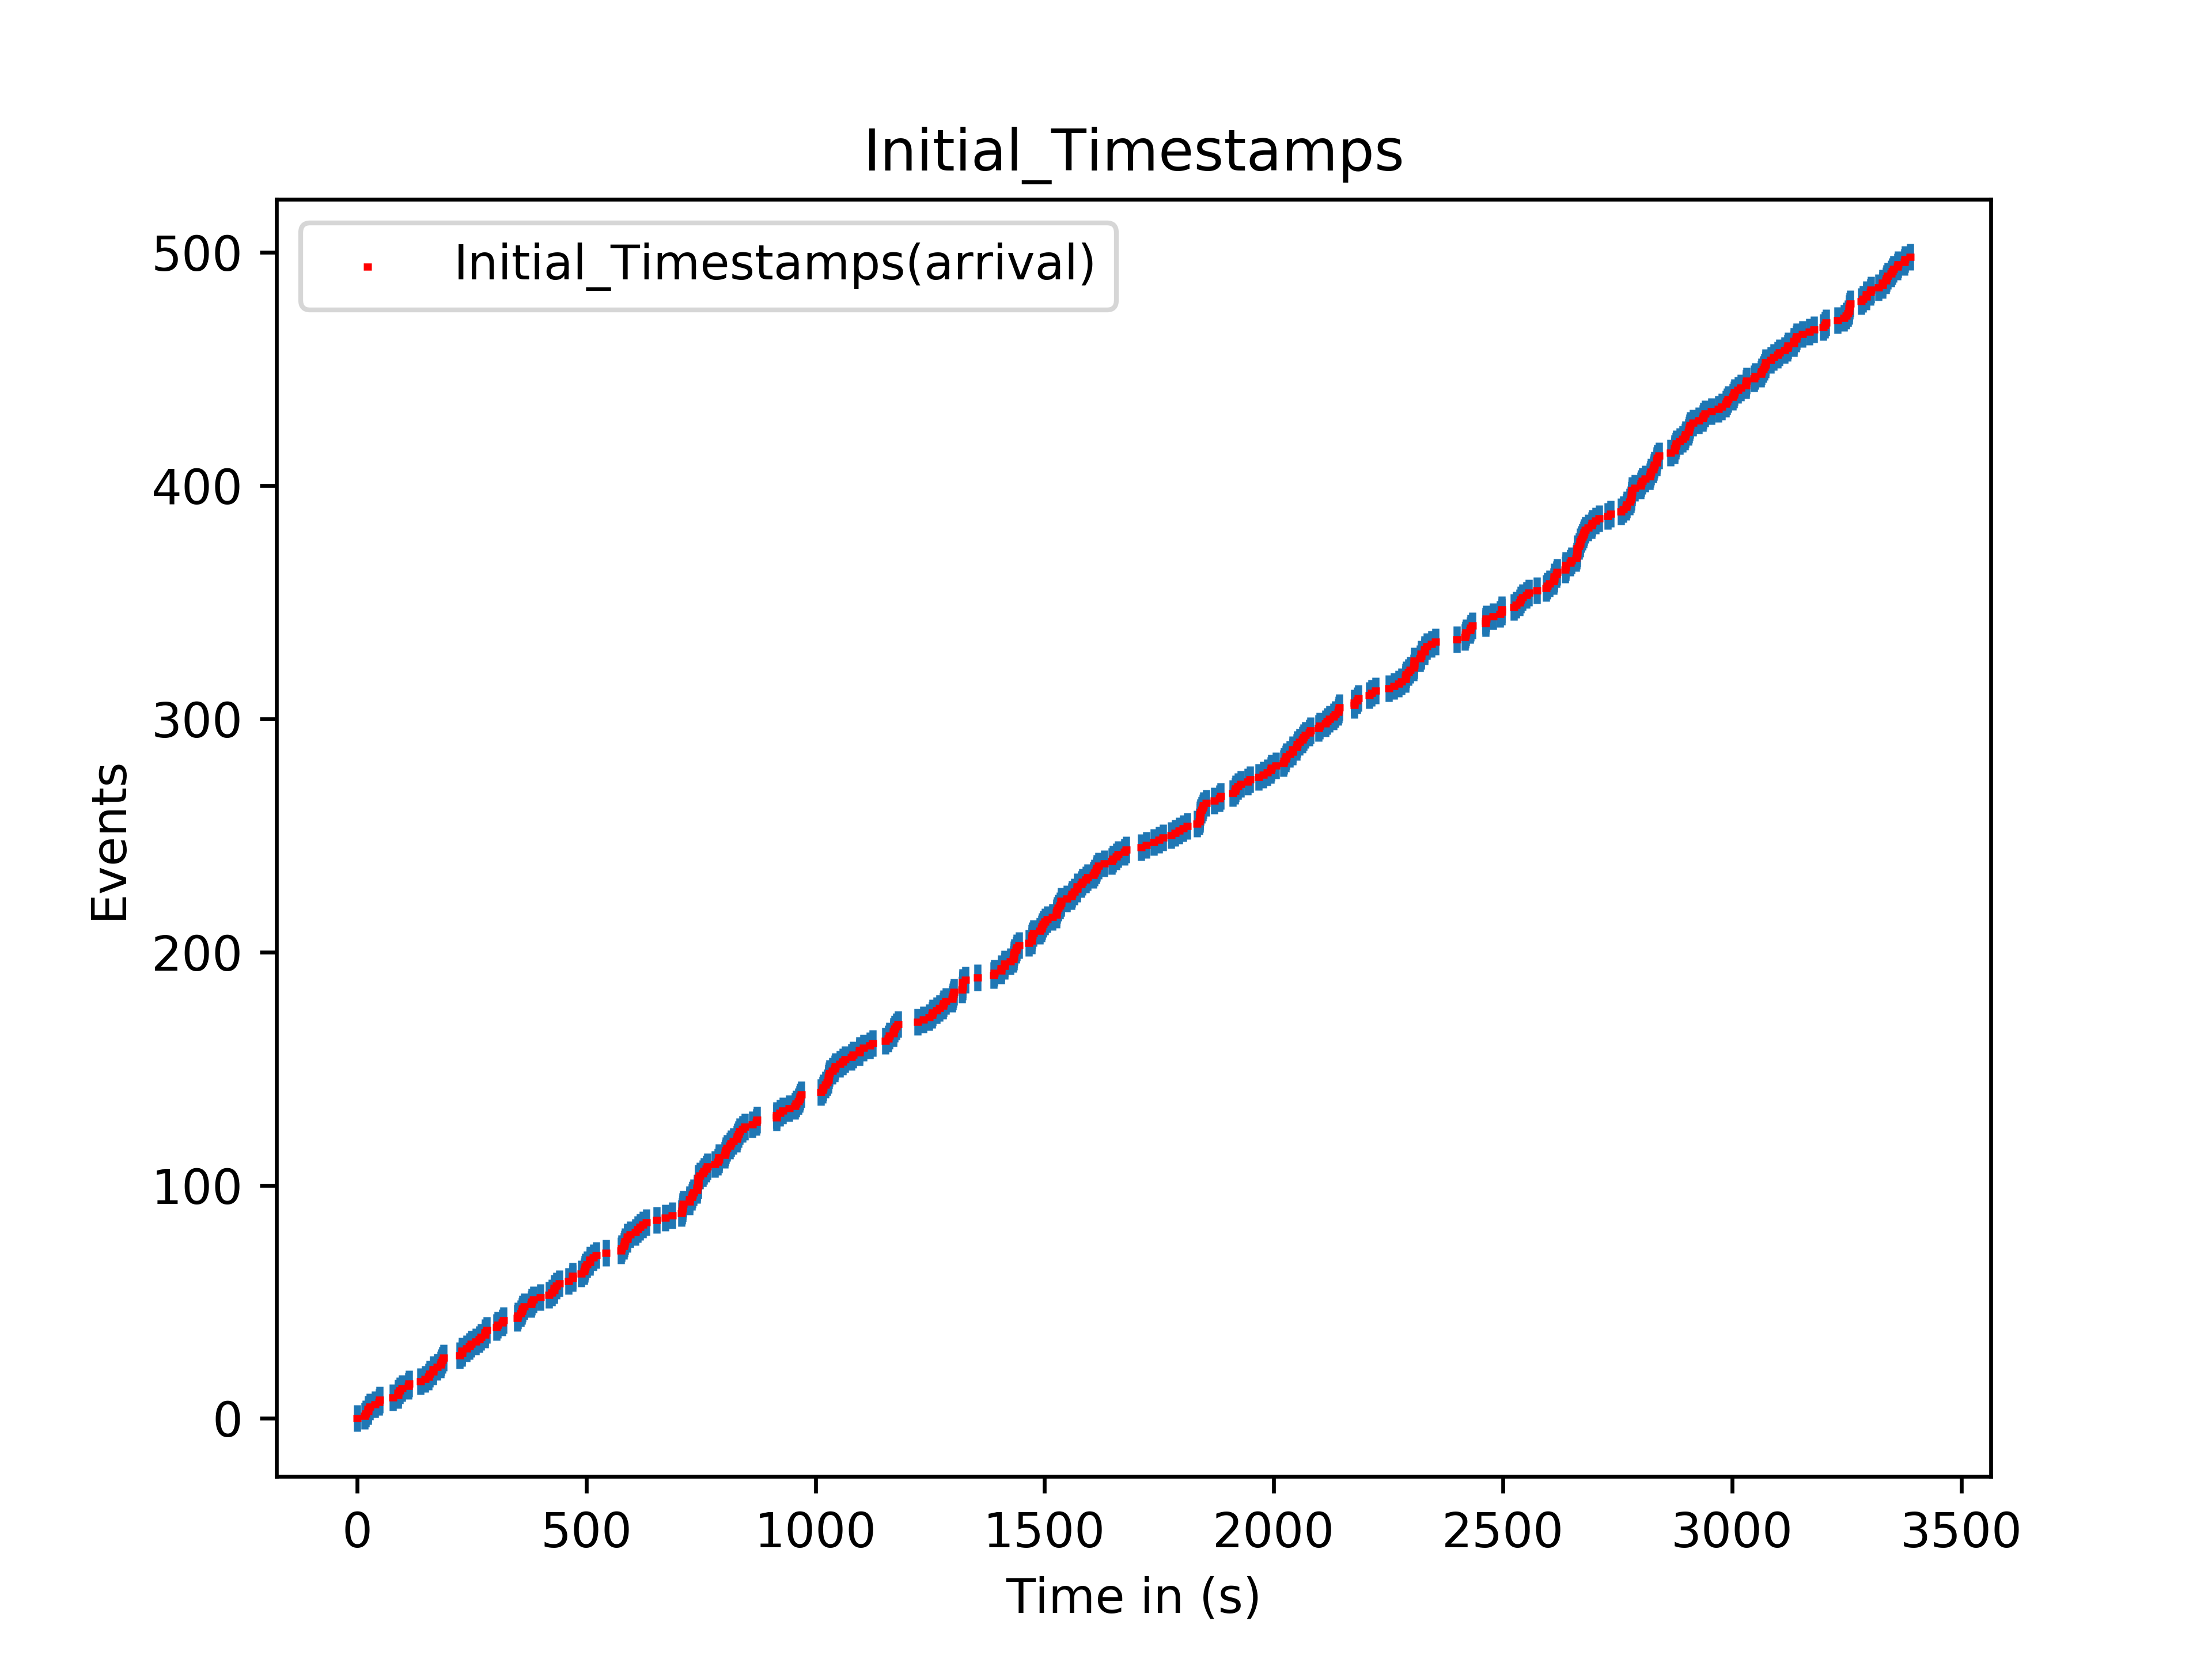 Initial_Timestamps
Initial_Timestamps(arrival)
500
400
300
200
100
0
Events
0 500 1000 1500 2000 2500 3000 3500
Time in (s)